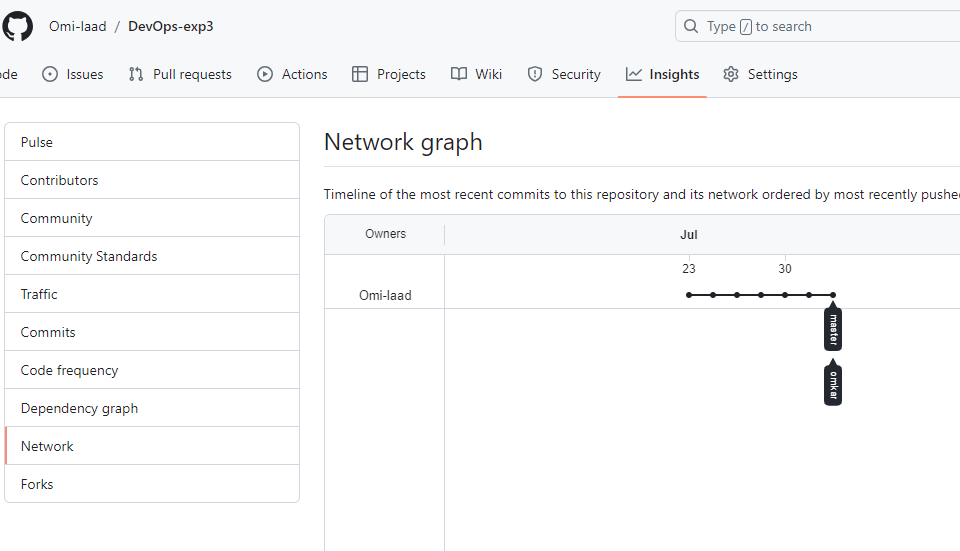 Omi-laad / DevOps-exp3
Type / to search
ode Issues Pull requests Actions Projects Wiki Security Insights Settings
Pulse
Contributors
Community
Community Standards
Traffic
Commits
Code frequency
Dependency graph
Network
Forks
Network graph
Timeline of the most recent commits to this repository and its network ordered by most recently pushed
Owners
Jul
23 30
Omi-laad
master
omkar